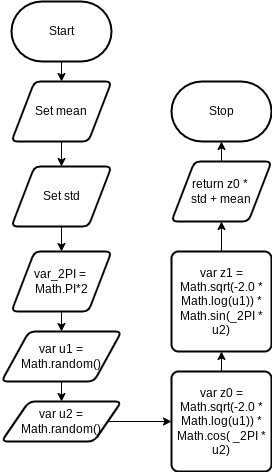 Start
Set mean
Set std
var_2PI =
Math.PI*2
var u1 =
Math.random()
var u2 =
Math.random()
var z0 =
Math.sqrt(-2.0 *
Math.log(u1)) *
Math.cos( _2PI *
u2)
var z1 =
Math.sqrt(-2.0 *
Math.log(u1)) *
Math.sin(_2PI *
u2)
return z0 *
std + mean
Stop